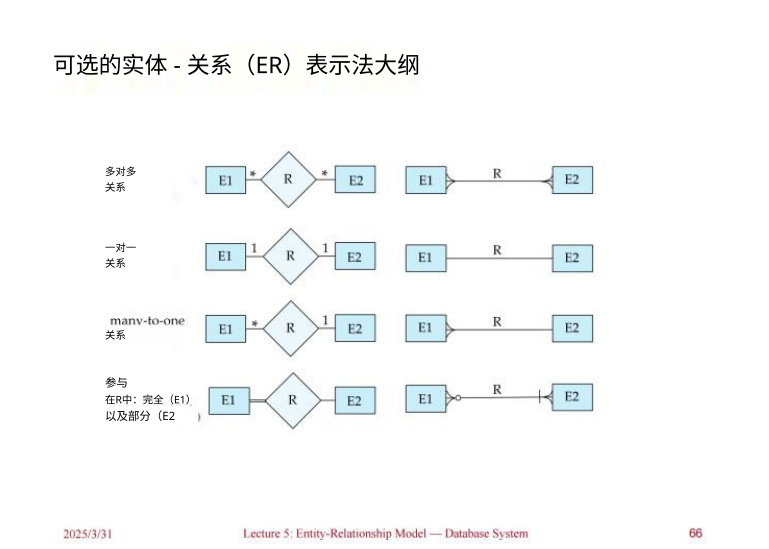 可选的实体 - 关系（ER）表示法大纲
多对多
关系
E1 * R * E2
E1 R E2
一对一
关系
E1 1 R 1 E2
E1 R E2
manv-to-one
关系
E1 * R 1 E2
E1 R E2
参与
在R中：完全（E1）
以及部分（E2 ）
E1 R E2
E1 R E2
2025/3/31 Lecture 5: Entity-Relationship Model — Database System 66